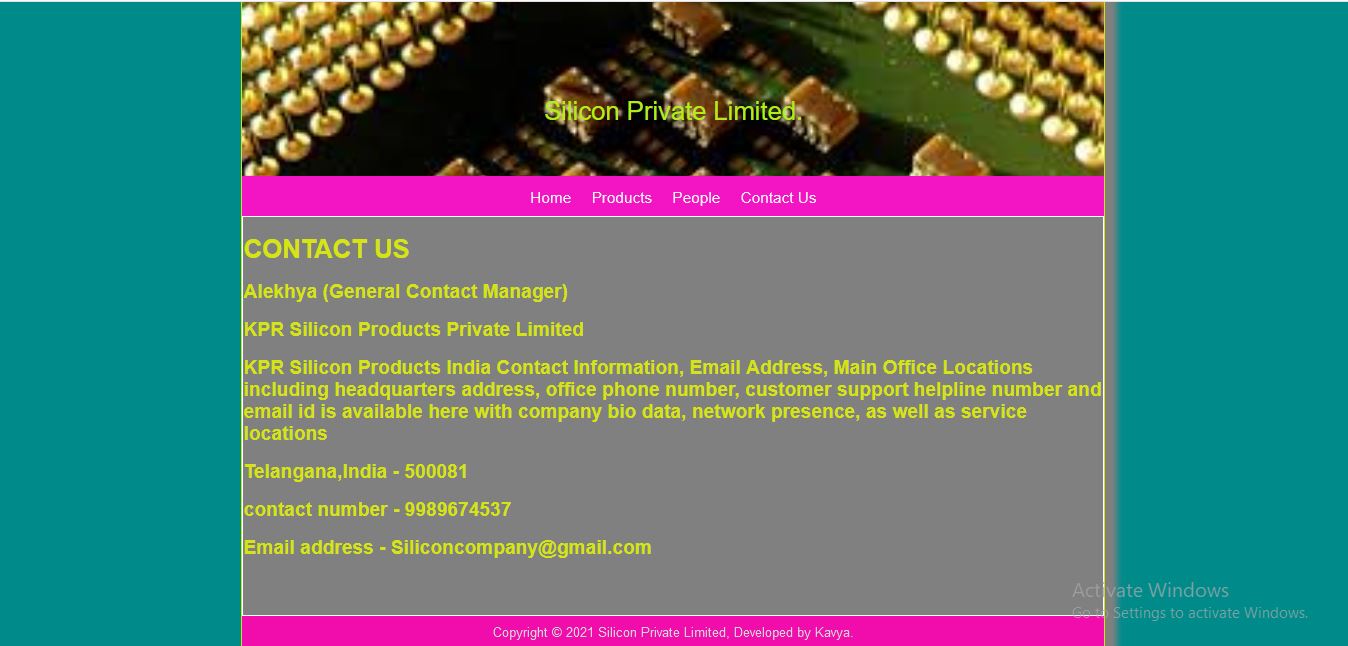 Silicon Private Limited.
Home Products People Contact Us
CONTACT US
Alekhya (General Contact Manager)
KPR Silicon Products Private Limited
KPR Silicon Products India Contact Information, Email Address, Main Office Locations
including headquarters address, office phone number, customer support helpline number and
email id is available here with company bio data, network presence, as well as service
locations
Telangana,India - 500081
contact number - 9989674537
Email address - Siliconcompany@gmail.com
Activate Windows
Go to Settings to activate Windows.
Copyright © 2021 Silicon Private Limited, Developed by Kavya.